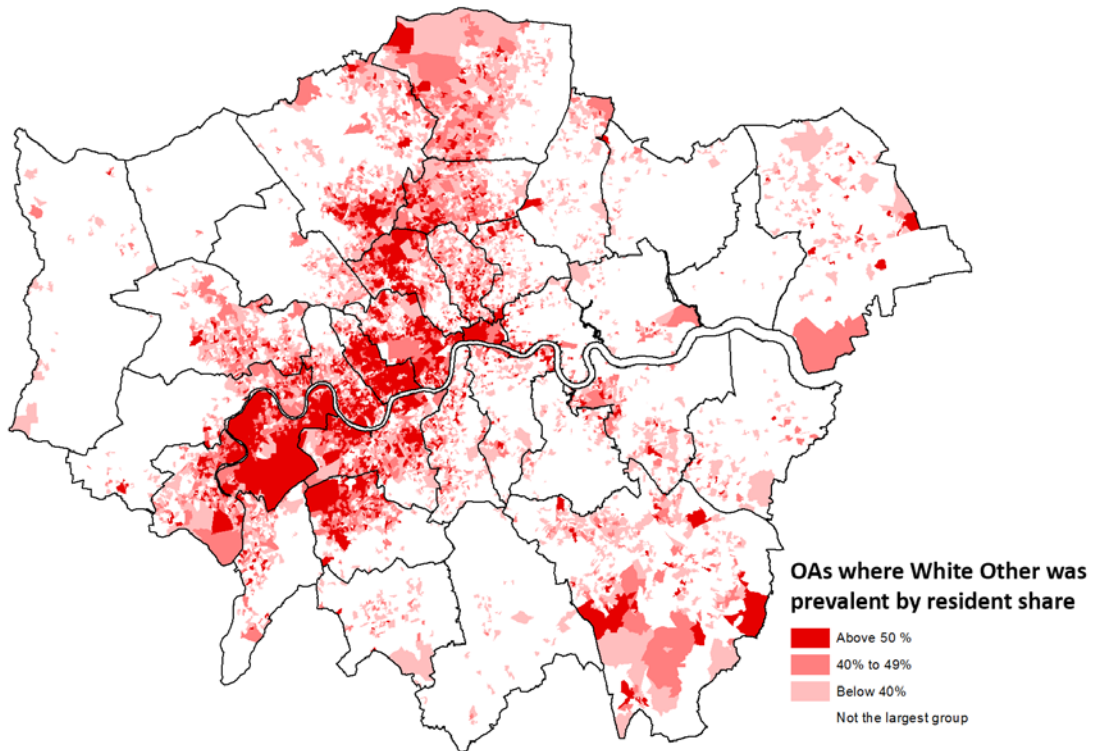 OAs where White Other was
prevalent by resident share
Above 50 %
40% to 49%
Below 40%
Not the largest group